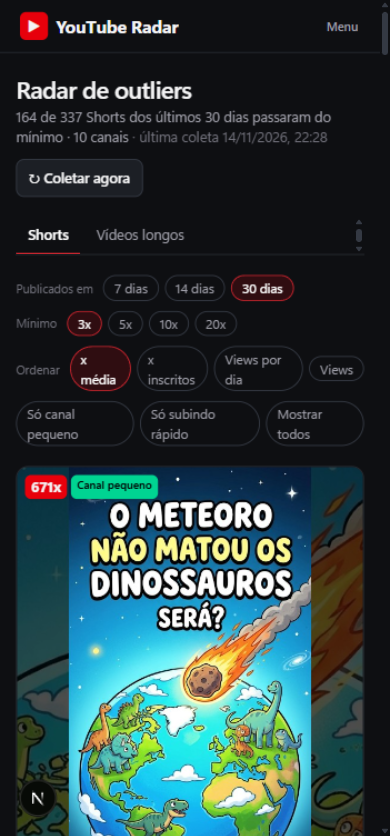 YouTube Radar
Menu
Radar de outliers
164 de 337 Shorts dos últimos 30 dias passaram do
mínimo · 10 canais · última coleta 14/11/2026, 22:28
↻ Coletar agora
Shorts Vídeos longos
Publicados em 7 dias 14 dias 30 dias
Mínimo 3x 5x 10x 20x
Ordenar x média x inscritos Views por dia Views
Só canal pequeno Só subindo rápido Mostrar todos
671x Canal pequeno
O METEORO
NÃO MATOU OS
DINOSSAUROS
SERÁ?
N